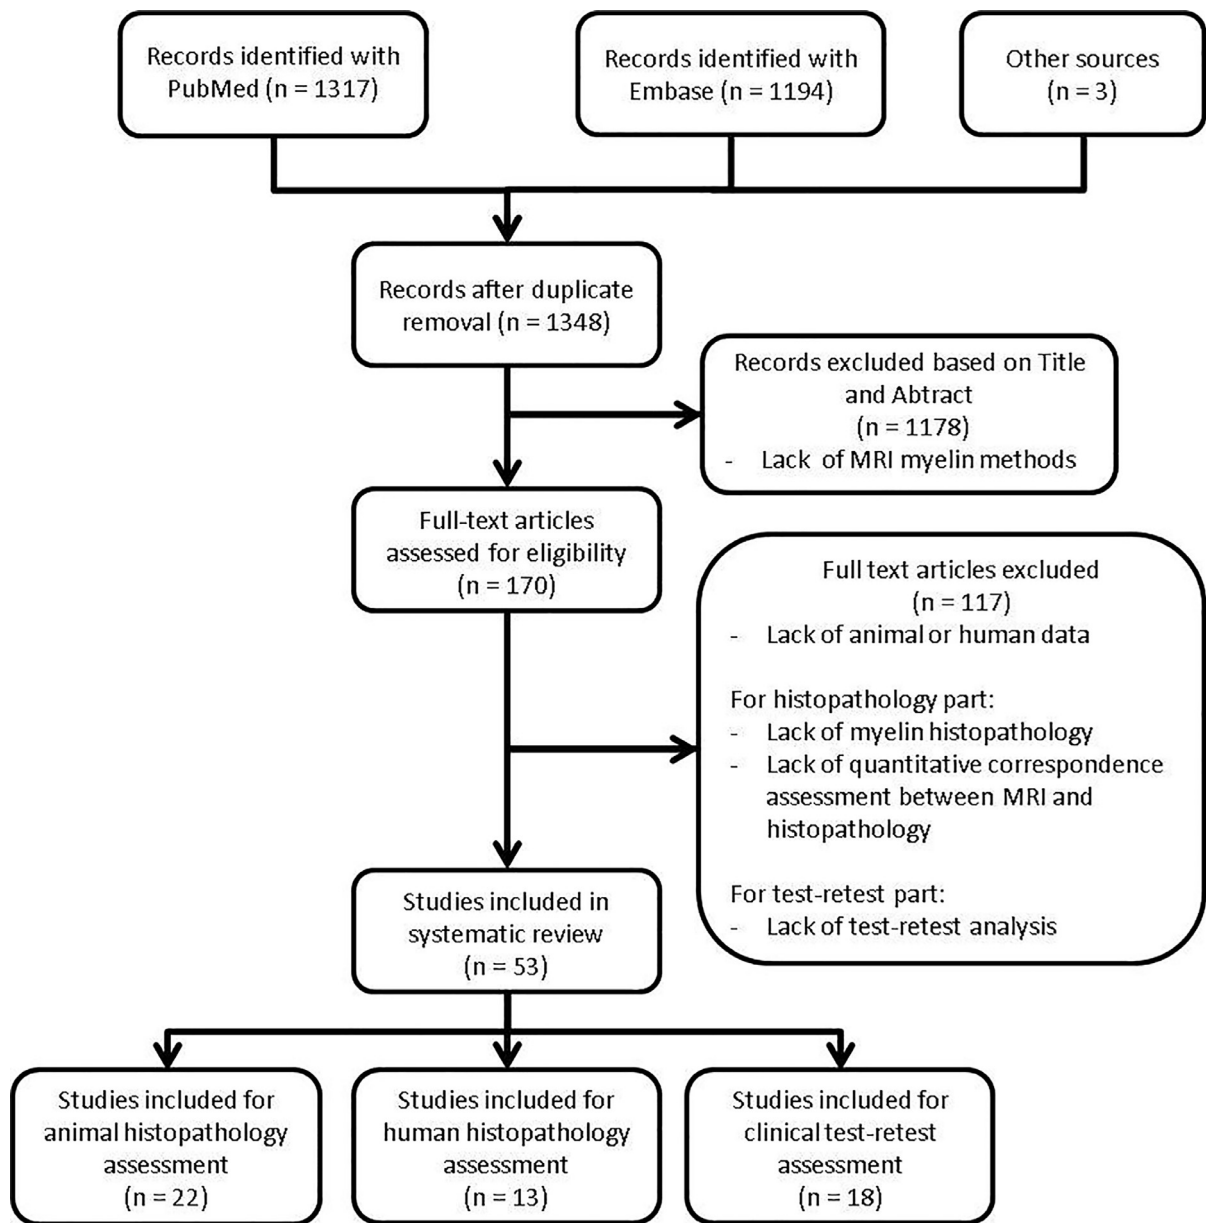 Records identified with
PubMed (n = 1317)
Records identified with
Embase (n = 1194)
Other sources
(n = 3)
Records after duplicate
removal (n = 1348)
Records excluded based on Title
and Abtract
(n = 1178)
- Lack of MRI myelin methods
Full-text articles
assessed for eligibility
(n = 170)
Full text articles excluded
(n = 117)
- Lack of animal or human data
For histopathology part:
- Lack of myelin histopathology
- Lack of quantitative correspondence
assessment between MRI and
histopathology
For test-retest part:
- Lack of test-retest analysis
Studies included in
systematic review
(n = 53)
Studies included for
animal histopathology
assessment
(n = 22)
Studies included for
human histopathology
assessment
(n = 13)
Studies included for
clinical test-retest
assessment
(n = 18)